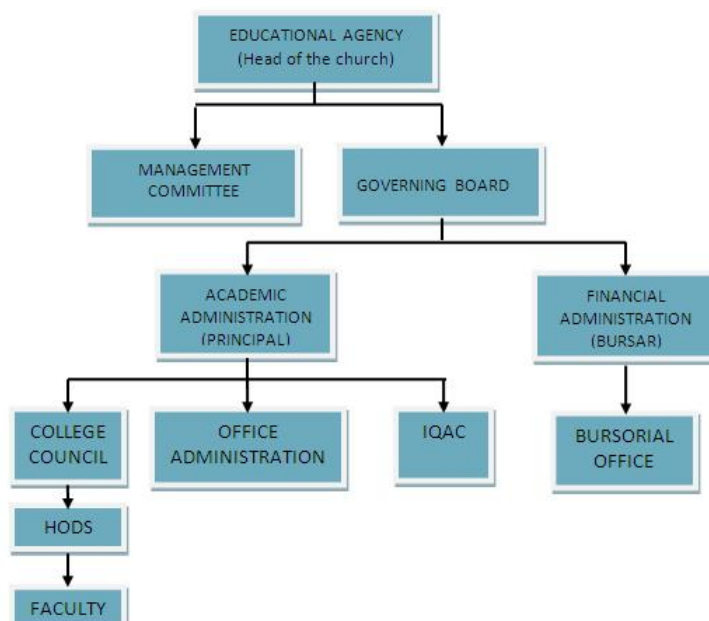 EDUCATIONAL AGENCY
(Head of the church)
MANAGEMENT
COMMITTEE
GOVERNING BOARD
ACADEMIC
ADMINISTRATION
(PRINCIPAL)
FINANCIAL
ADMINISTRATION
(BURSAR)
COLLEGE
COUNCIL
OFFICE
ADMINISTRATION
IQAC
BURSORIAL
OFFICE
HODS
FACULTY